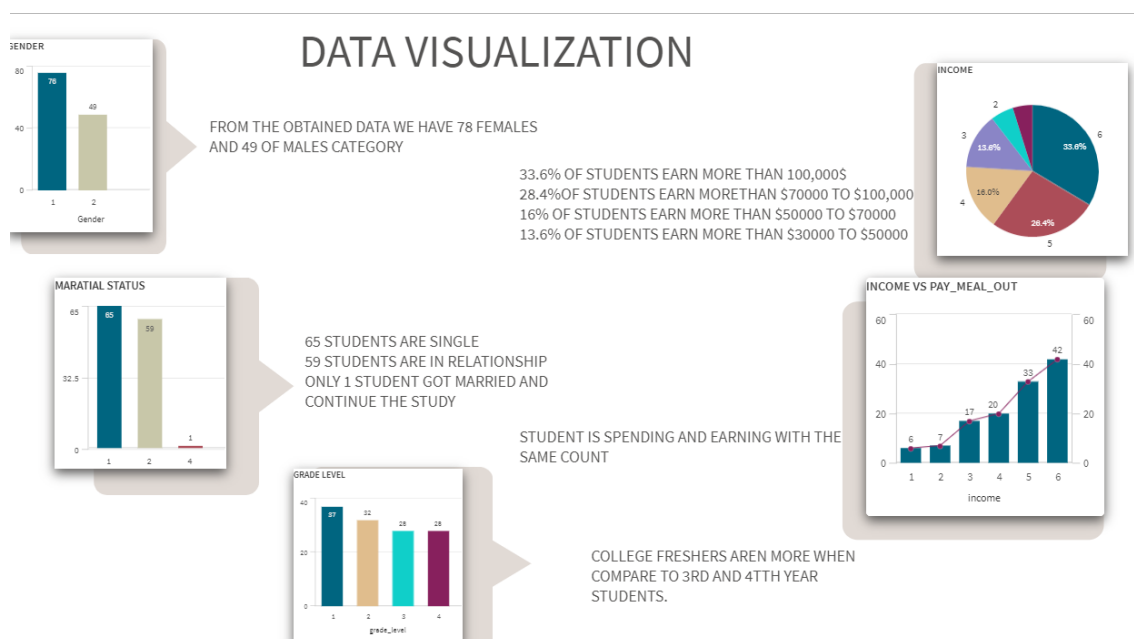 DATA VISUALIZATION
GENDER
80
40
0
76
49
1 2
Gender
FROM THE OBTAINED DATA WE HAVE 78 FEMALES
AND 49 OF MALES CATEGORY
INCOME
2
3
4
5
6
33.6%
26.4%
16.0%
13.6%
33.6% OF STUDENTS EARN MORE THAN 100,000$
28.4%OF STUDENTS EARN MORETHAN $70000 TO $100,000
16% OF STUDENTS EARN MORE THAN $50000 TO $70000
13.6% OF STUDENTS EARN MORE THAN $30000 TO $50000
MARATIAL STATUS
65
32.5
0
65
59
1
1 2 4
65 STUDENTS ARE SINGLE
59 STUDENTS ARE IN RELATIONSHIP
ONLY 1 STUDENT GOT MARRIED AND
CONTINUE THE STUDY
INCOME VS PAY_MEAL_OUT
60 60
40 40
20 20
0 0
6 7 17 20 33 42
1 2 3 4 5 6
income
STUDENT IS SPENDING AND EARNING WITH THE
SAME COUNT
GRADE LEVEL
40
20
0
37 32 28 28
1 2 3 4
grade_level
COLLEGE FRESHERS AREN MORE WHEN
COMPARE TO 3RD AND 4TTH YEAR
STUDENTS.